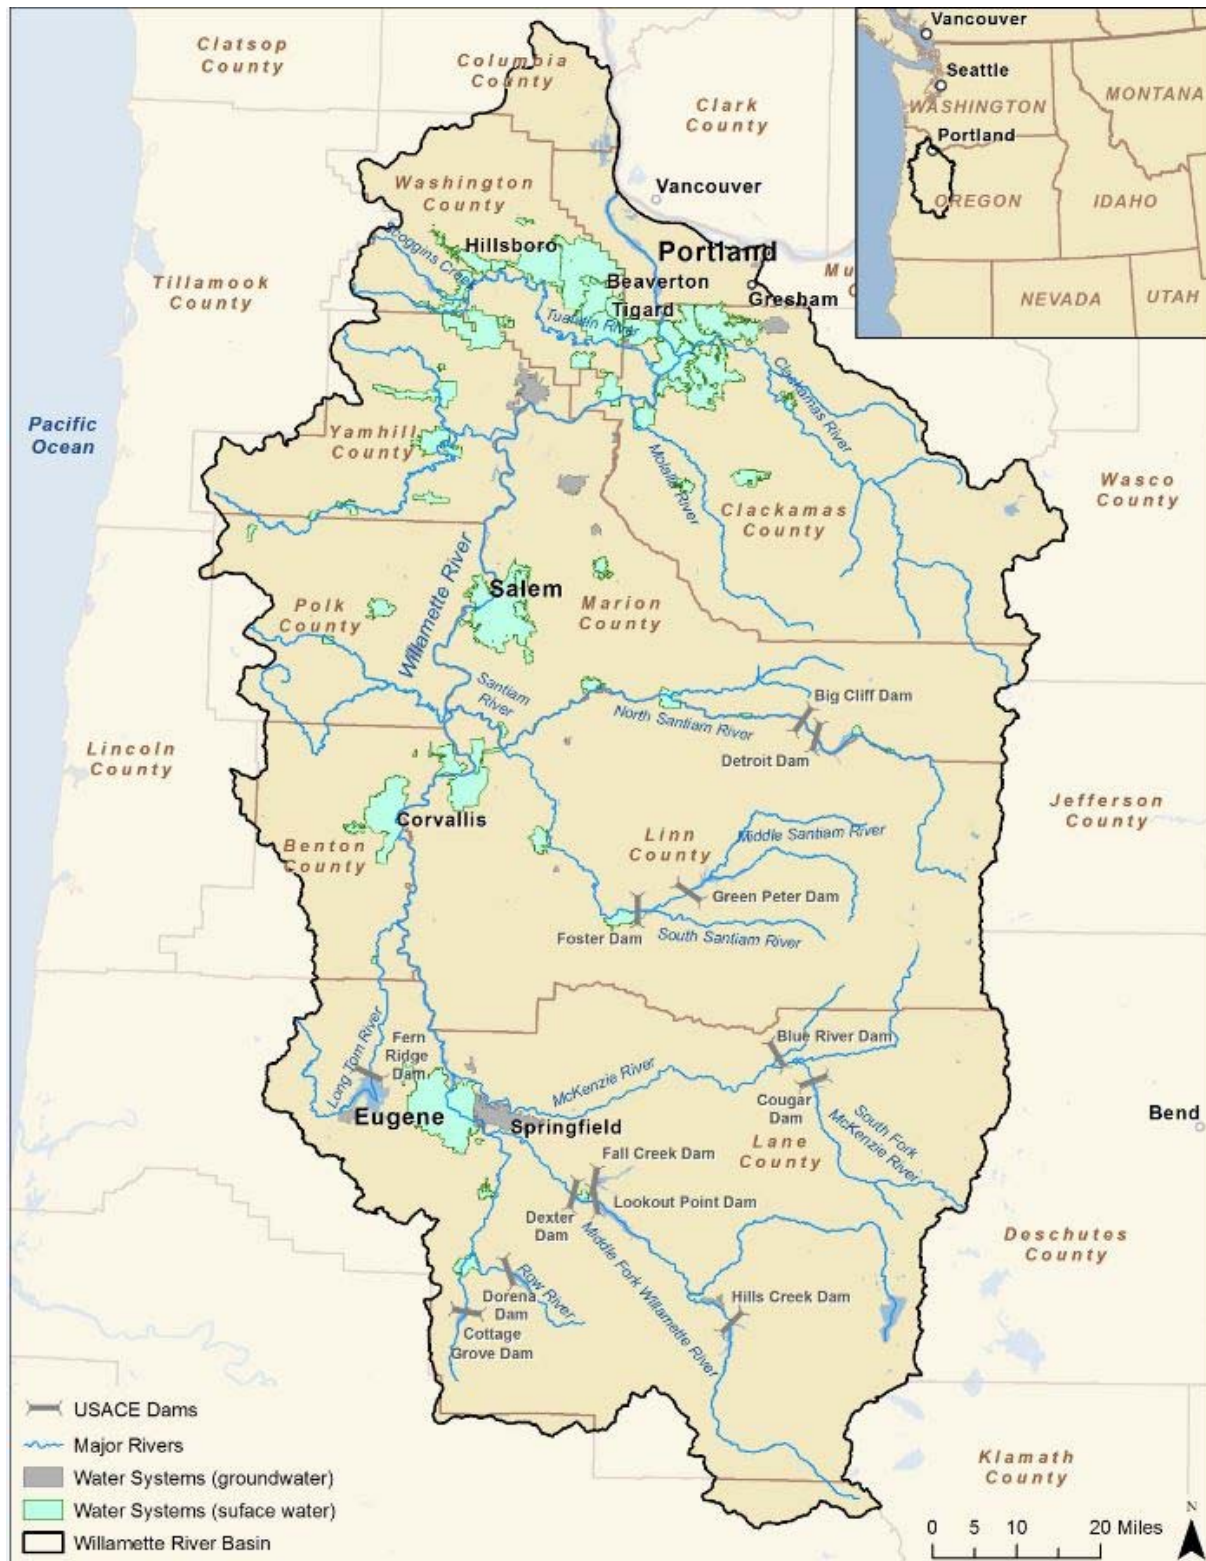 Clatsop
County
Columbia
County
Clark
County
Vancouver
Seattle
WASHINGTON
MONTANA
Portland
OREGON
IDAHO
NEVADA
UTAH
Washington
County
Vancouver
Scoggins Creek
Hillsboro
Portland
Beaverton
Gresham
Tigard
Tualatin River
Tillamook
County
Mu
Clackamas River
Pacific
Ocean
Yamhill
County
Molalla River
Clackamas
County
Wasco
County
Willamette River
Salem
Polk
County
Marion
County
Santiam
River
North Santiam River
Big Cliff Dam
Detroit Dam
Lincoln
County
Jefferson
County
Corvallis
Benton
County
Linn
County
Middle Santiam River
Green Peter Dam
Foster Dam
South Santiam River
Long Tom River
Fern
Ridge
Dam
Blue River Dam
McKenzie River
Cougar
Dam
South Fork
McKenzie River
Eugene
Springfield
Lane
County
Bend
Fall Creek Dam
Lookout Point Dam
Dexter
Dam
Middle Fork Willamette River
Deschutes
County
Row River
Dorena
Dam
Hills Creek Dam
Cottage
Grove Dam
Klamath
County
USACE Dams
Major Rivers
Water Systems (groundwater)
Water Systems (suface water)
Willamette River Basin
N
0 5 10 20 Miles